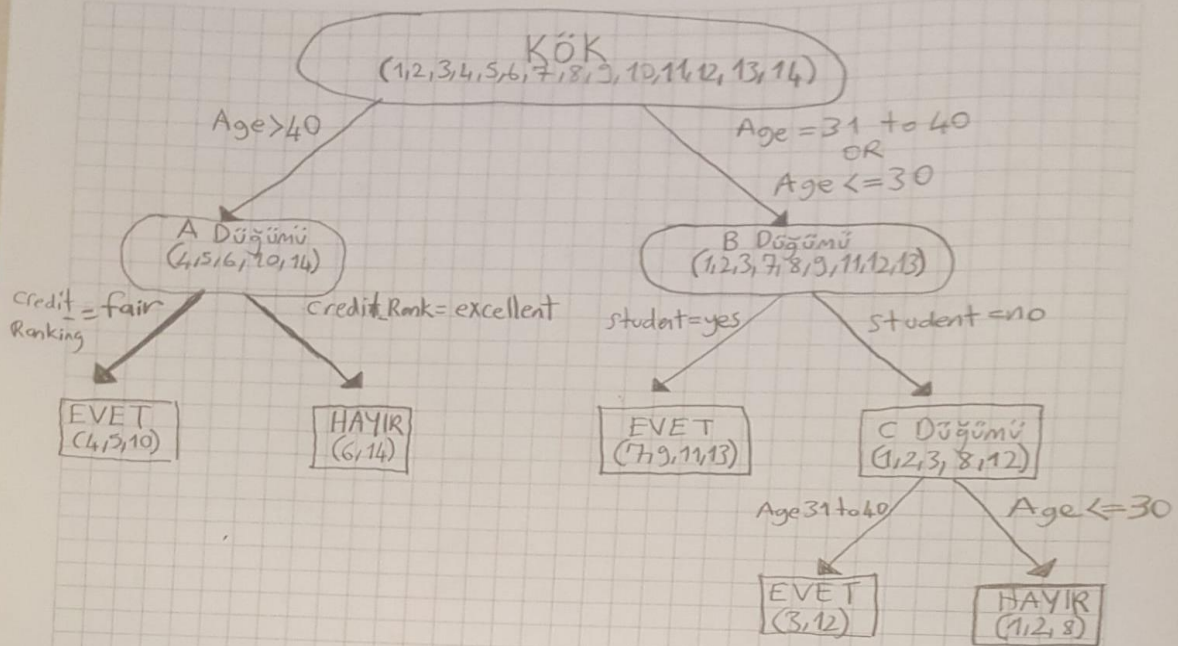 KÖK
(1,2,3,4,5,6,7,8,9,10,11,12,13,14)
Age>40
Age=31 to 40
OR
Age<=30
A Düğümü
(4,5,6,10,14)
B Düğümü
(1,2,3,7,8,9,11,12,13)
Credit_=fair
Ranking
Credit_Rank=excellent
Student=yes
Student=no
EVET
(4,5,10)
HAYIR
(6,14)
EVET
(7,9,11,13)
C Düğümü
(1,2,3,8,12)
Age 31to40
Age<=30
EVET
(3,12)
HAYIR
(1,2,8)